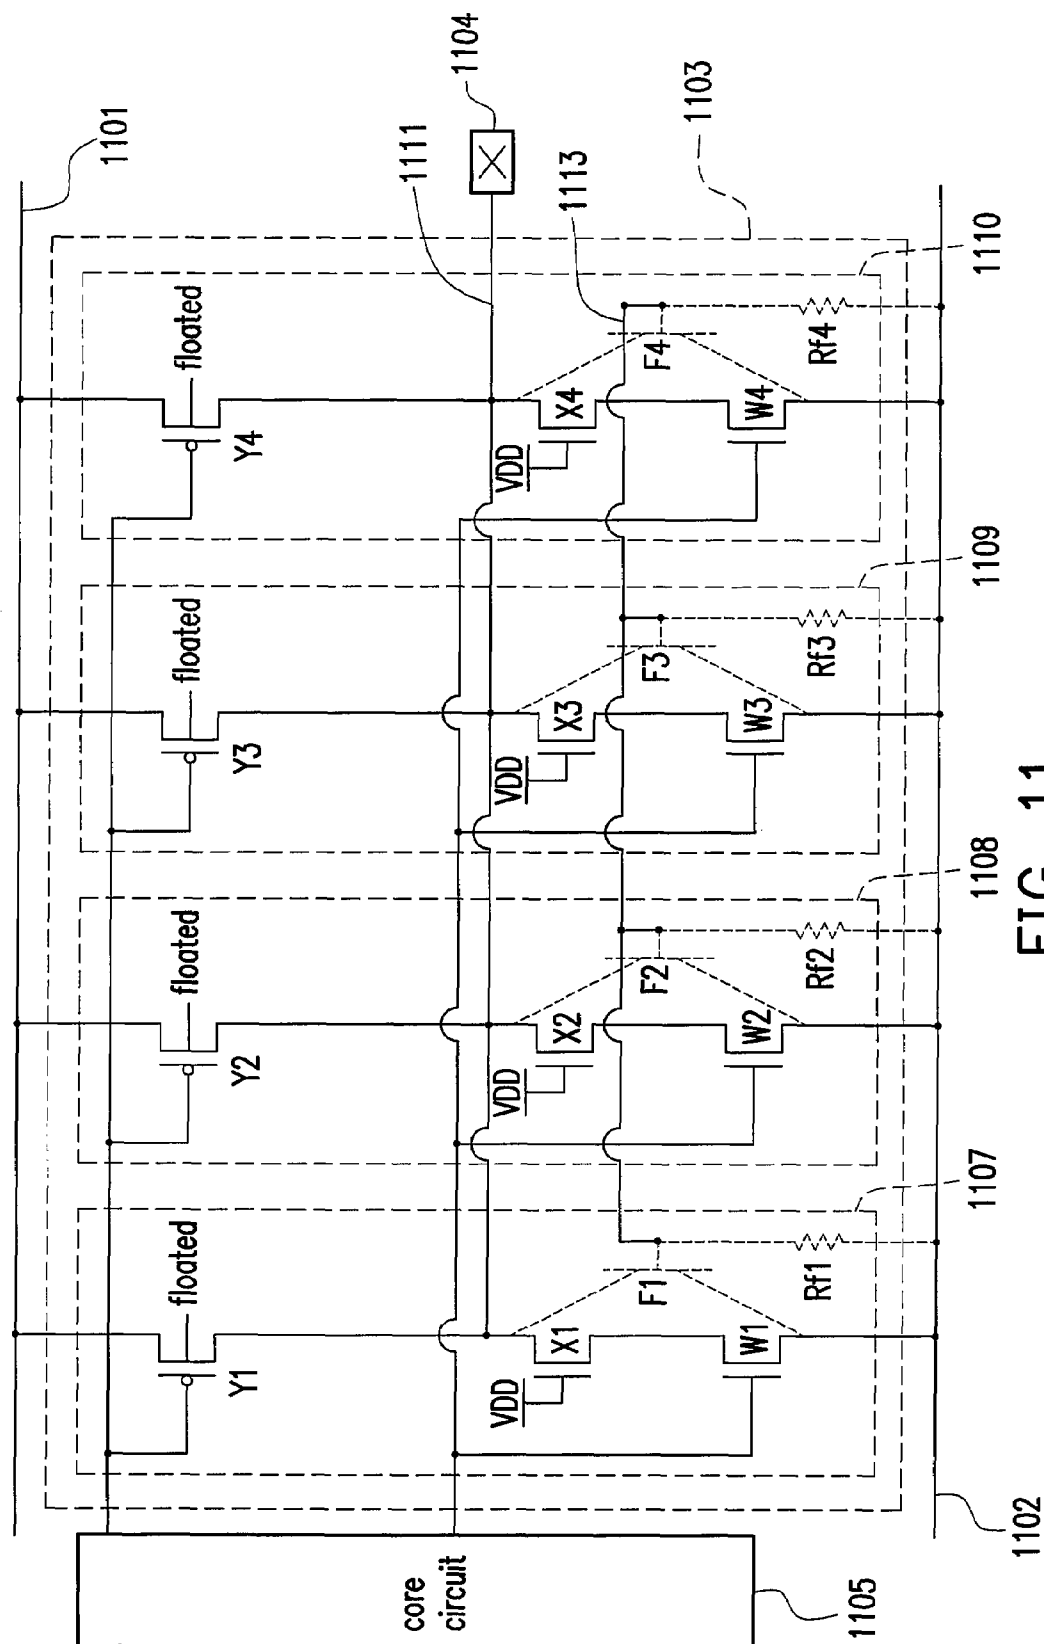 1101
1104
1111
1113
1103
1110
floated
Y4
VDD
X4
F4
W4
Rf4
1109
floated
Y3
VDD
X3
F3
W3
Rf3
1108
floated
Y2
VDD
X2
F2
W2
Rf2
1107
floated
Y1
VDD
X1
F1
W1
Rf1
1102
core
circuit
1105
FIG. 11